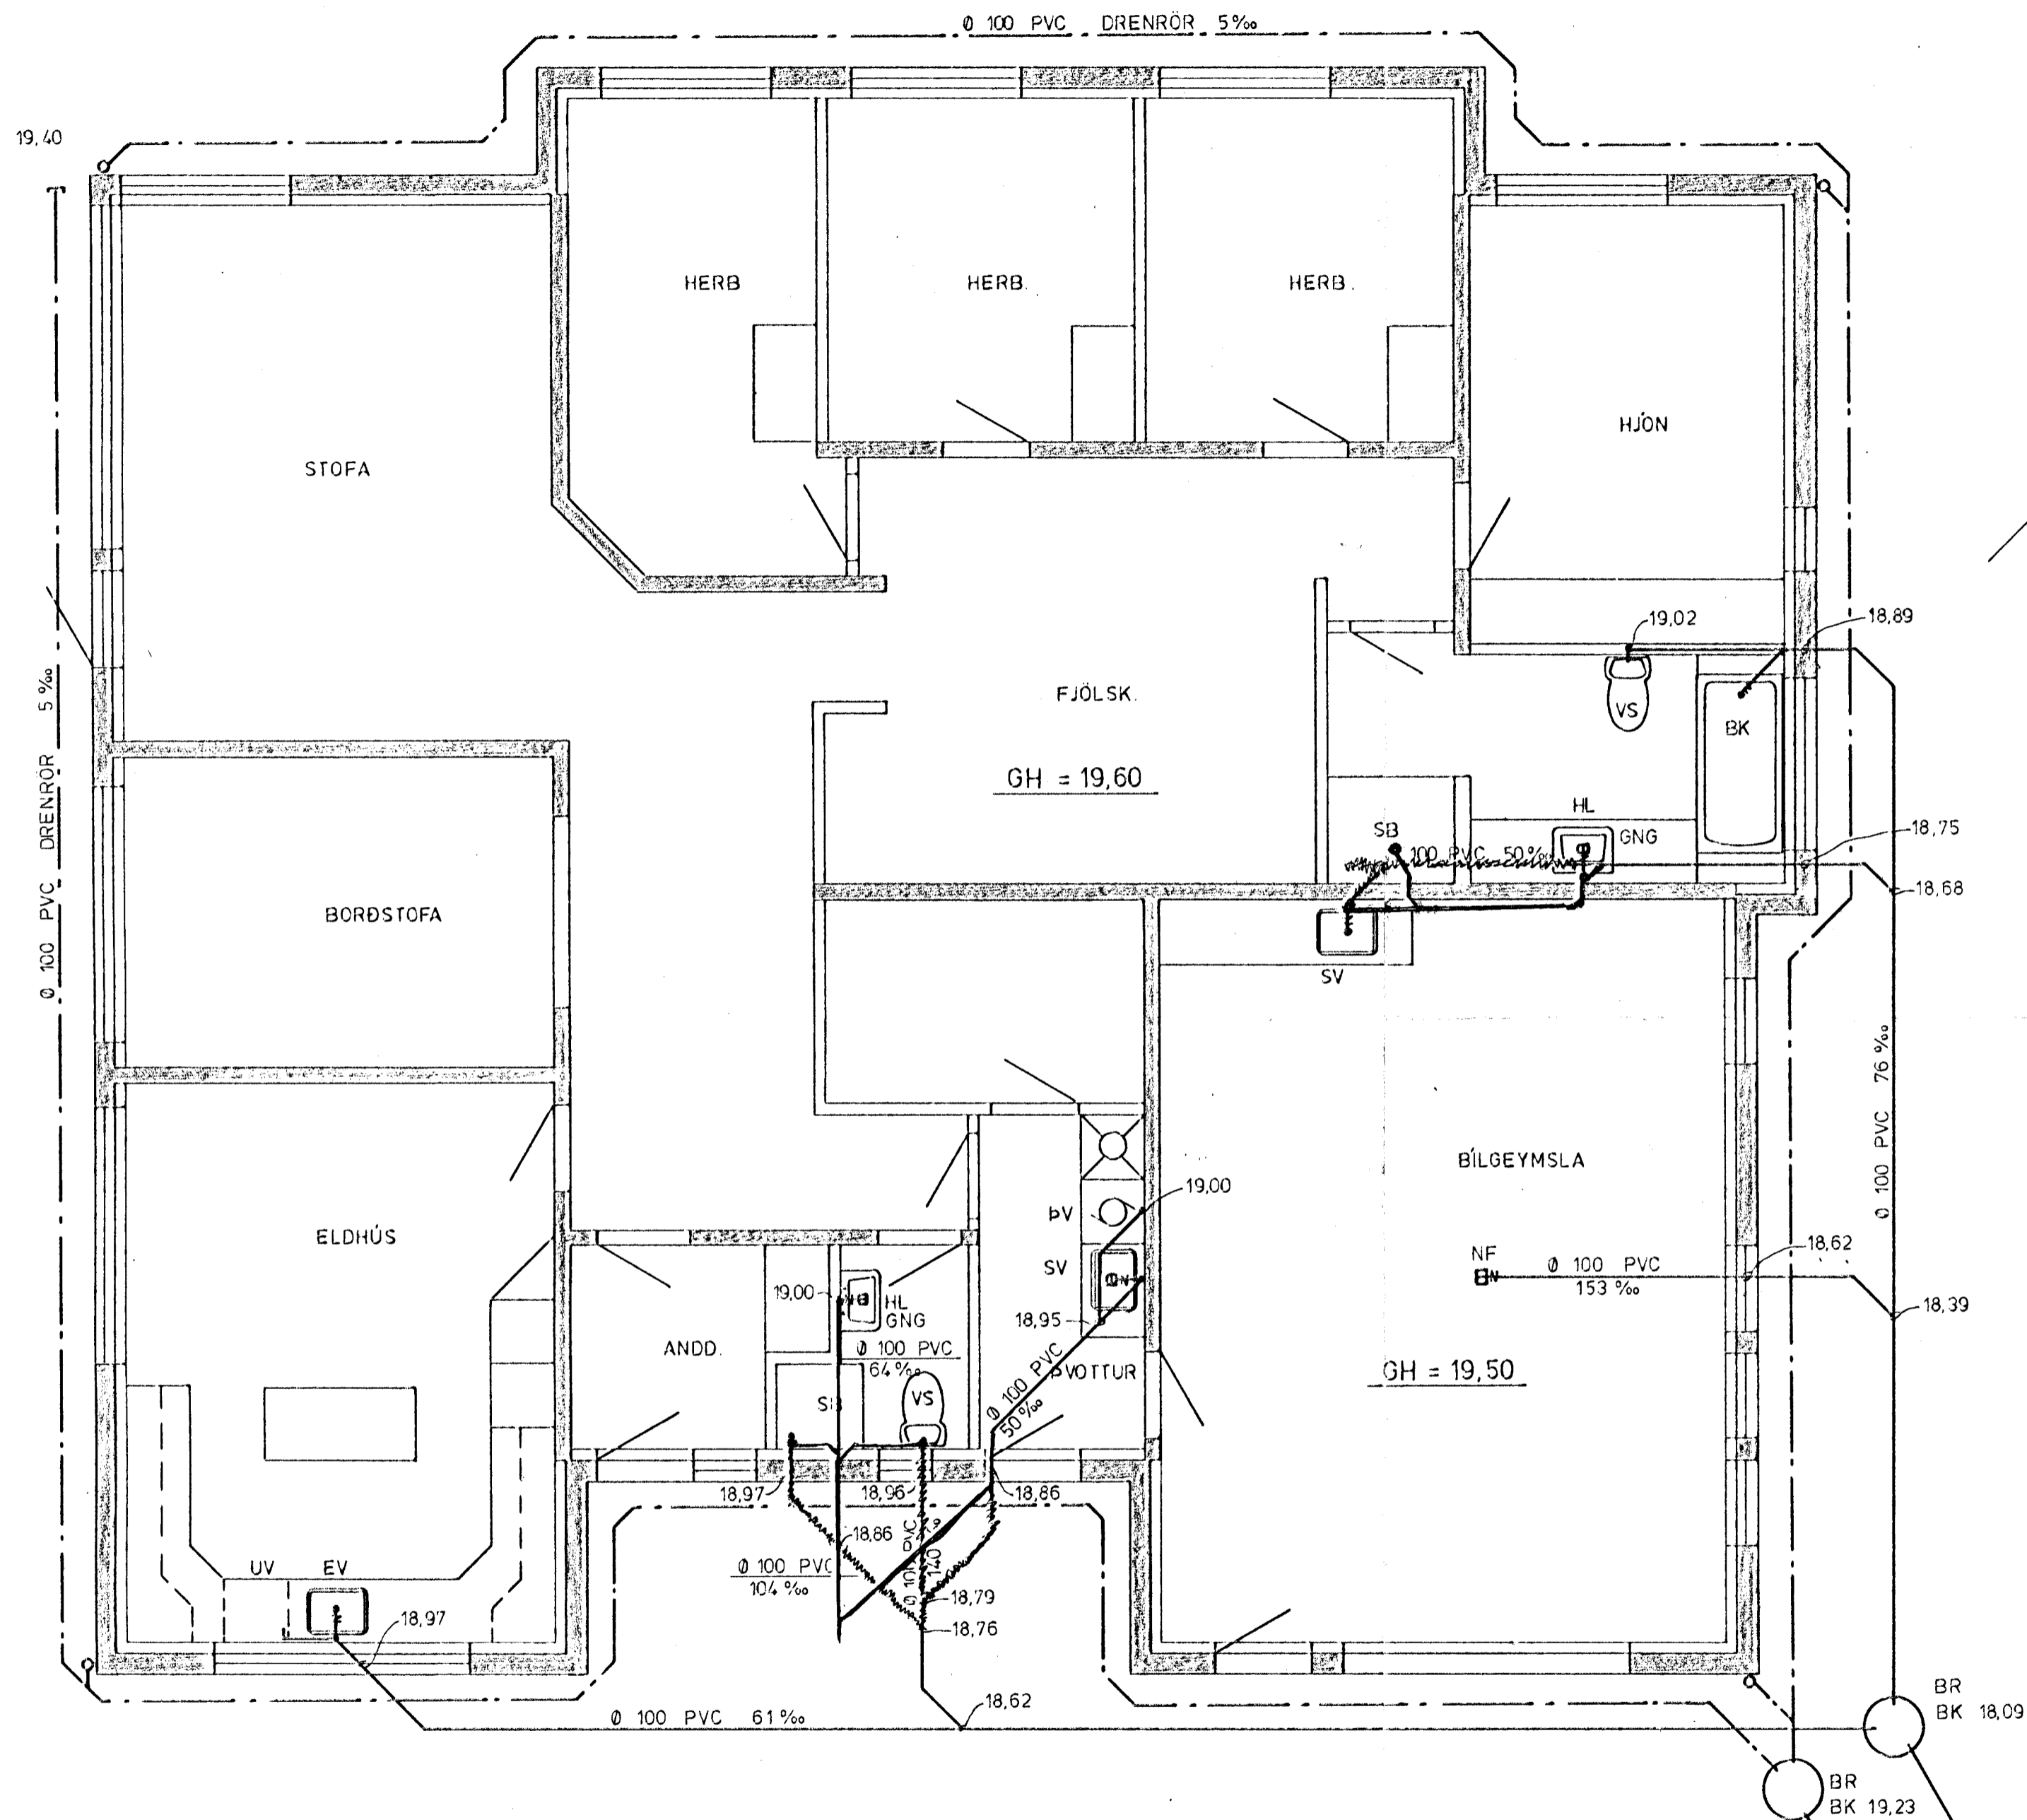 Ø 100 PVC DRENRÖR 5‰
19,40
HERB
HERB.
HERB.
HJÓN
STOFA
19,02
18,89
Ø 100 PVC DRENRÖR 5‰
FJÖLSK.
VS
BK
GH = 19,60
HL
GNG
SB
18,75
100 PVC 50‰
18,68
BORÐSTOFA
SV
Ø 100 PVC 76‰
BÍLGEYMSLA
19,00
ÞV
ELDHÚS
SV
NF
Ø 100 PVC
153‰
18,62
19,00
HL
GNG
18,95
18,39
ANDD.
Ø 100 PVC
64‰
ÞVOTTUR
GH = 19,50
VS
Ø 100 PVC
50‰
18,97
18,96
18,86
18,86
Ø 100 PVC
104‰
UV
EV
18,97
18,79
18,76
18,62
Ø 100 PVC 61‰
BR
BK 18,09
BR
BK 19,23